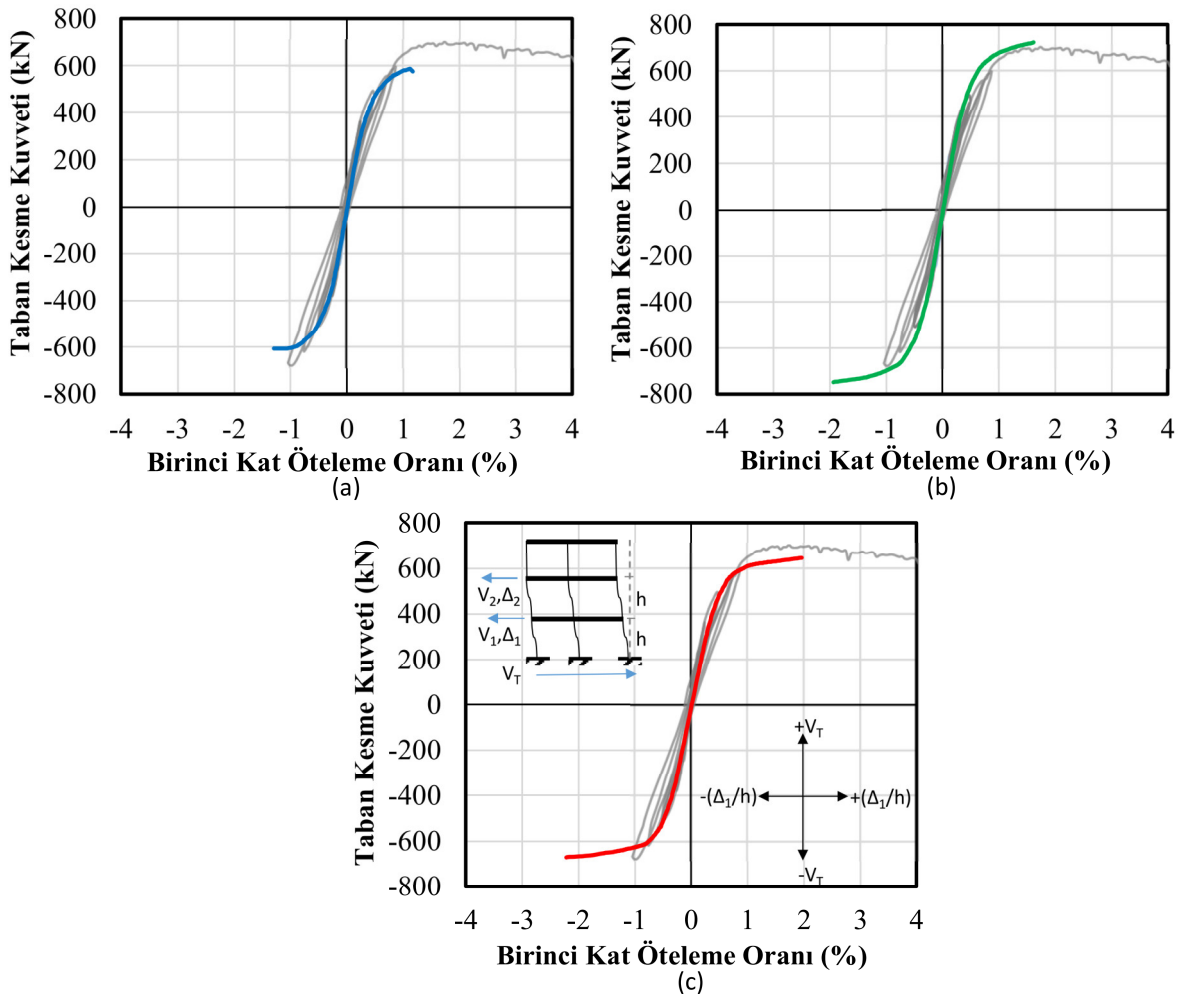 800
600
400
200
0
-200
-400
-600
-800
Taban Kesme Kuvveti (kN)
-4 -3 -2 -1 0 1 2 3 4
Birinci Kat Öteleme Oranı (%)
(a)
800
600
400
200
0
-200
-400
-600
-800
Taban Kesme Kuvveti (kN)
-4 -3 -2 -1 0 1 2 3 4
Birinci Kat Öteleme Oranı (%)
(b)
800
600
400
200
0
-200
-400
-600
-800
Taban Kesme Kuvveti (kN)
V₂,Δ₂
h
V₁,Δ₁
h
V_T
+V_T
-(Δ₁/h) +(Δ₁/h)
-V_T
-4 -3 -2 -1 0 1 2 3 4
Birinci Kat Öteleme Oranı (%)
(c)